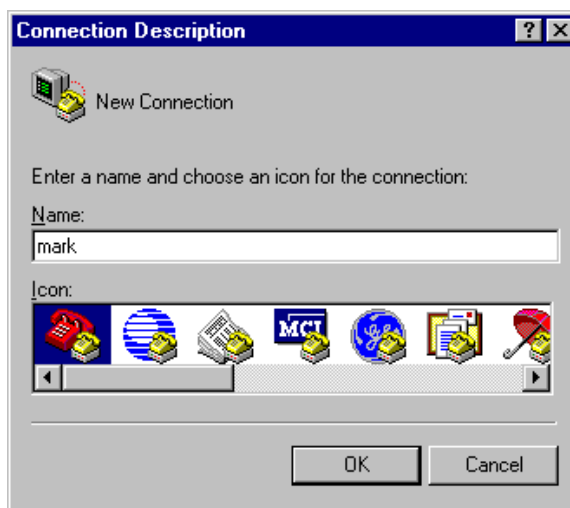 Connection Description
New Connection
Enter a name and choose an icon for the connection:
Name:
mark
Icon:
MCI
OK Cancel